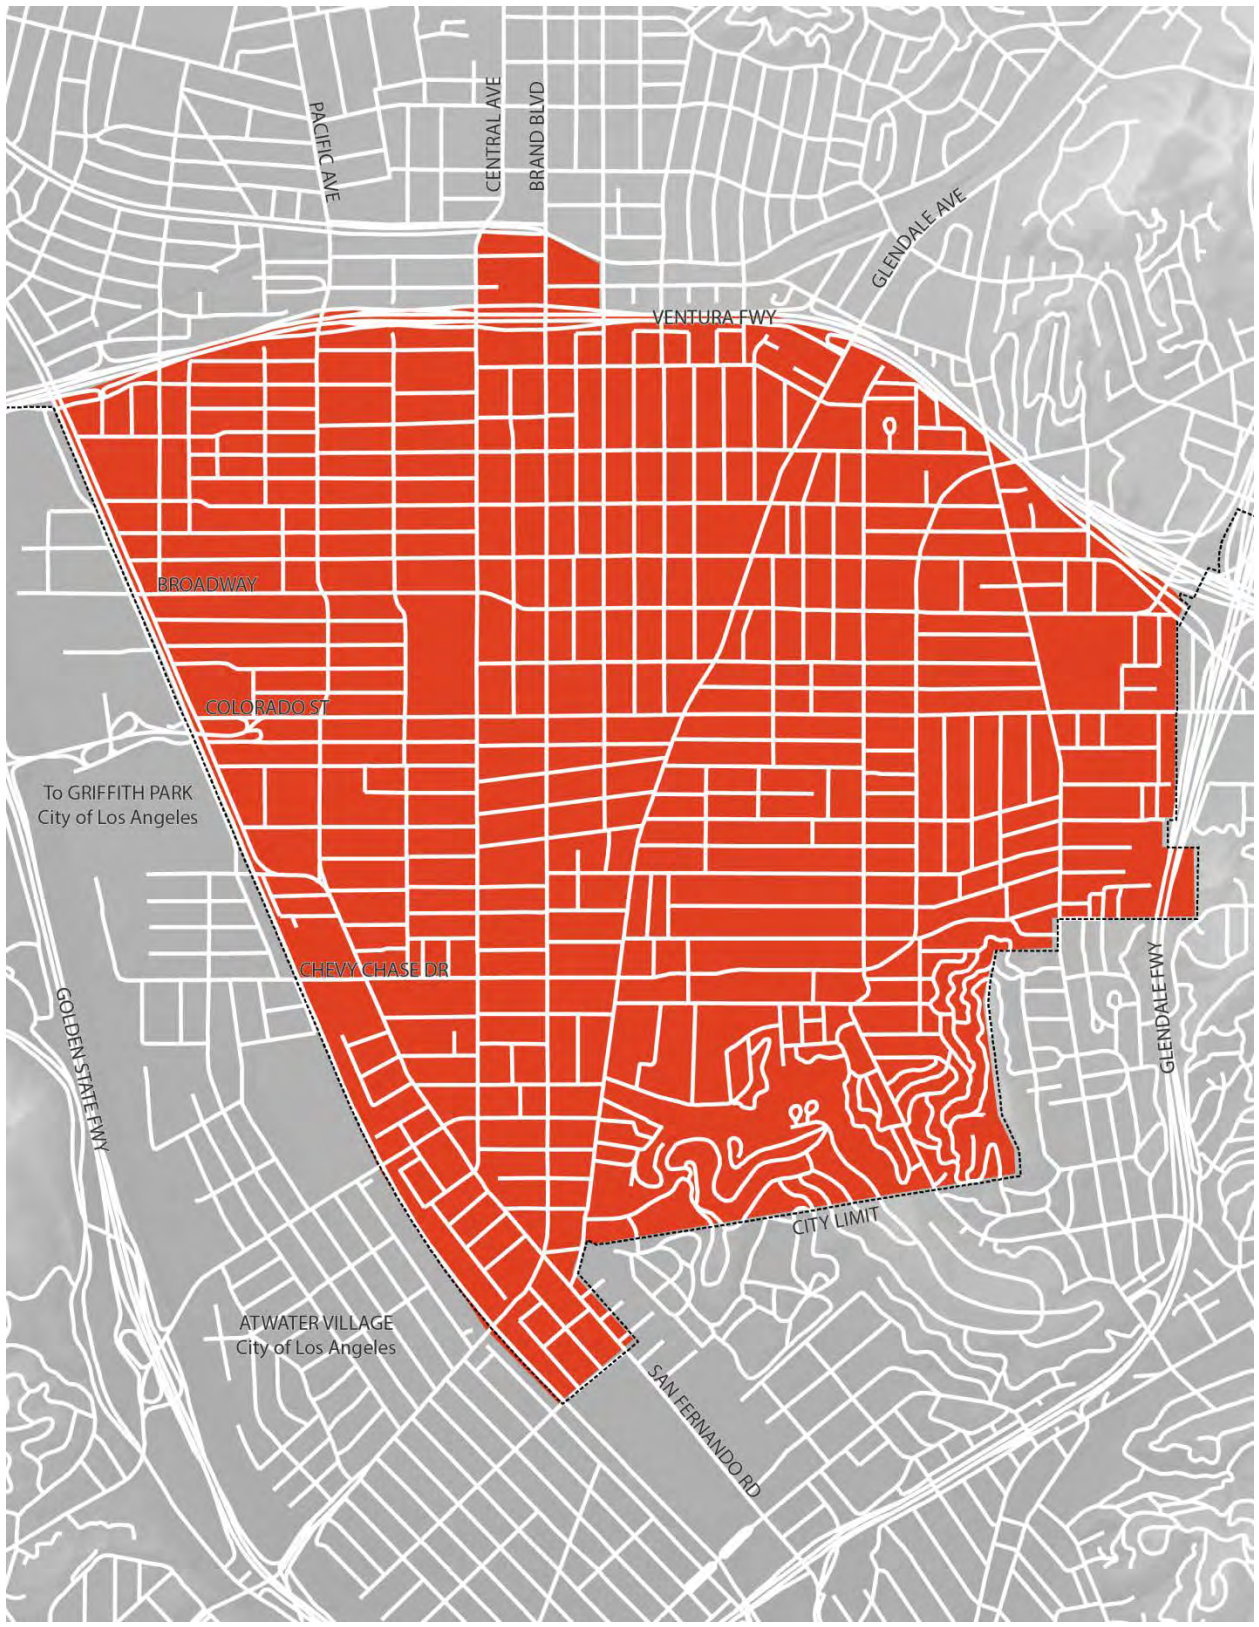 PACIFIC AVE
CENTRAL AVE
BRAND BLVD
GLENDALE AVE
VENTURA FWY
BROADWAY
COLORADO ST
To GRIFFITH PARK
City of Los Angeles
CHEVY CHASE DR
GOLDEN STATE FWY
GLENDALE FWY
CITY LIMIT
ATWATER VILLAGE
City of Los Angeles
SAN FERNANDO RD